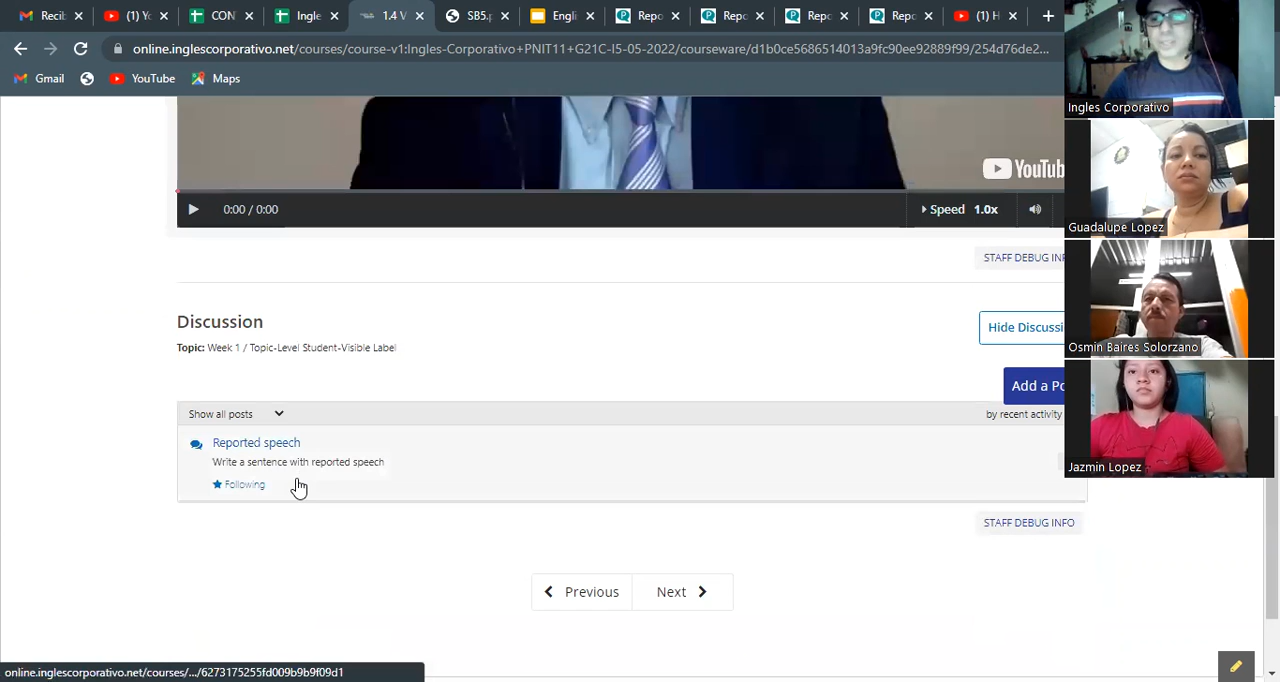 Recib
(1) Yo
CON
Ingle
1.4 V
SB5.p
Engli
Repo
Repo
Repo
Repo
(1) H
online.inglescorporativo.net/courses/course-v1:Ingles-Corporativo+PNIT11+G21C-I5-05-2022/courseware/d1b0ce5686514013a9fc90ee92889f99/254d76de2...
Gmail
YouTube
Maps
Ingles Corporativo
YouTub
0:00 / 0:00
Speed 1.0x
Guadalupe Lopez
STAFF DEBUG INF
Discussion
Hide Discussi
Topic: Week 1 / Topic-Level Student-Visible Label
Osmin Baires Solorzano
Add a Po
Show all posts
by recent activity
Reported speech
Write a sentence with reported speech
Jazmin Lopez
Following
STAFF DEBUG INFO
Previous
Next
online.inglescorporativo.net/courses/.../6273175255fd009b9b9f09d1